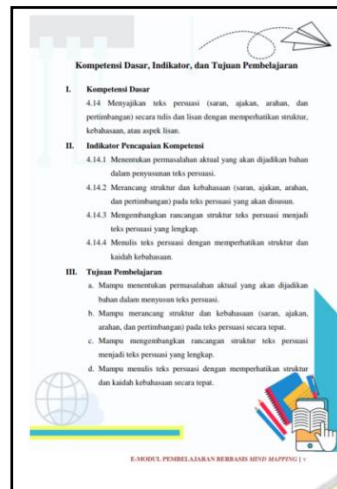 Kompetensi Dasar, Indikator, dan Tujuan Pembelajaran
I. Kompetensi Dasar
4.14 Menyajikan teks persuasi (saran, ajakan, arahan, dan
pertimbangan) secara tulis dan lisan dengan memperhatikan struktur,
kebahasaan, atau aspek lisan.
II. Indikator Pencapaian Kompetensi
4.14.1 Menentukan permasalahan aktual yang akan dijadikan bahan
dalam penyusunan teks persuasi.
4.14.2 Merancang struktur dan kebahasaan (saran, ajakan, arahan,
dan pertimbangan) pada teks persuasi yang akan disusun.
4.14.3 Mengembangkan rancangan struktur teks persuasi menjadi
teks persuasi yang lengkap.
4.14.4 Menulis teks persuasi dengan memperhatikan struktur dan
kaidah kebahasaan.
III. Tujuan Pembelajaran
a. Mampu menentukan permasalahan aktual yang akan dijadikan
bahan dalam menyusun teks persuasi.
b. Mampu merancang struktur dan kebahasaan (saran, ajakan,
arahan, dan pertimbangan) pada teks persuasi secara tepat.
c. Mampu mengembangkan rancangan struktur teks persuasi
menjadi teks persuasi yang lengkap.
d. Mampu menulis teks persuasi dengan memperhatikan struktur
dan kaidah kebahasaan secara tepat.
E-MODUL PEMBELAJARAN BERBASIS MIND MAPPING | v